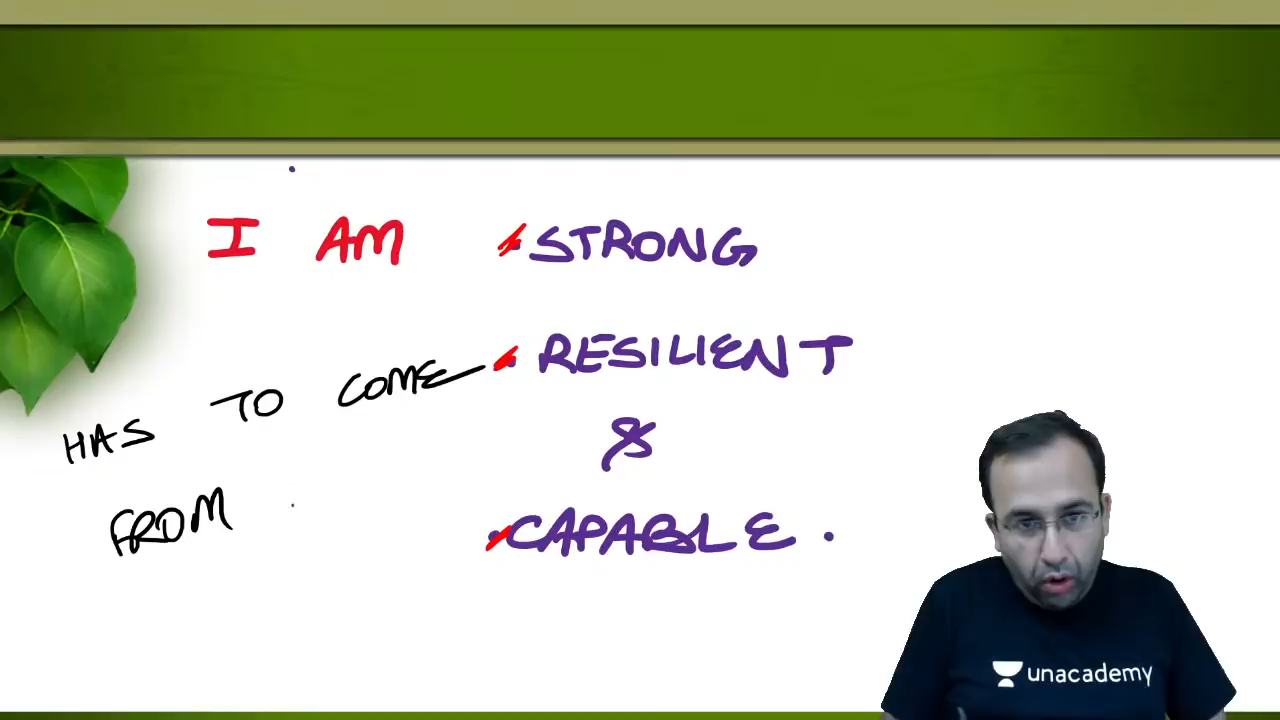 I AM STRONG
RESILIENT
HAS TO COME
&
FROM
CAPABLE.
unacademy